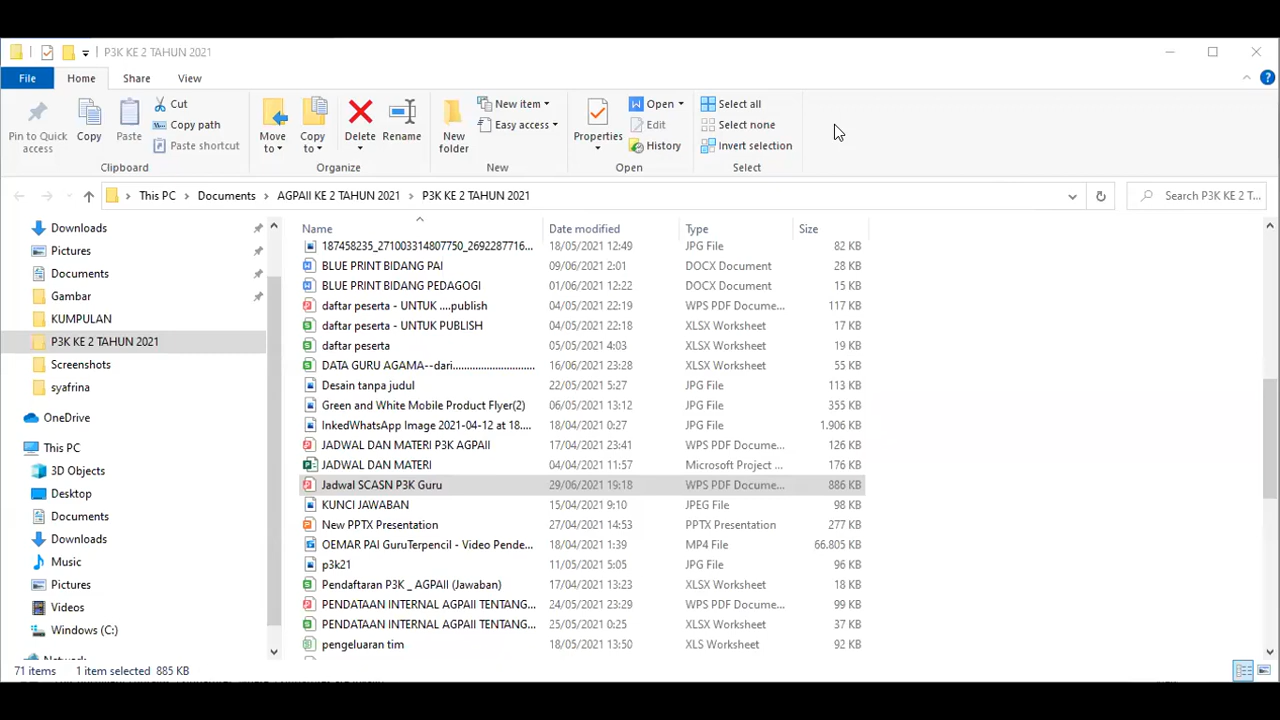 P3K KE 2 TAHUN 2021
File Home Share View
Pin to Quick access
Copy
Paste
Cut
Copy path
Paste shortcut
Clipboard
Move to
Copy to
Delete
Rename
Organize
New folder
New item
Easy access
New
Properties
Open
Edit
History
Open
Select all
Select none
Invert selection
Select
This PC > Documents > AGPAII KE 2 TAHUN 2021 > P3K KE 2 TAHUN 2021
Search P3K KE 2 T...
Downloads
Pictures
Documents
Gambar
KUMPULAN
P3K KE 2 TAHUN 2021
Screenshots
syafrina
OneDrive
This PC
3D Objects
Desktop
Documents
Downloads
Music
Pictures
Videos
Windows (C:)
Name Date modified Type Size
187458235_271003314807750_2692287716... 18/05/2021 12:49 JPG File 82 KB
BLUE PRINT BIDANG PAI 09/06/2021 2:01 DOCX Document 28 KB
BLUE PRINT BIDANG PEDAGOGI 01/06/2021 12:22 DOCX Document 15 KB
daftar peserta - UNTUK ....publish 04/05/2021 22:19 WPS PDF Docume... 117 KB
daftar peserta - UNTUK PUBLISH 04/05/2021 22:18 XLSX Worksheet 17 KB
daftar peserta 05/05/2021 4:03 XLSX Worksheet 19 KB
DATA GURU AGAMA--dari............................. 16/06/2021 23:28 XLSX Worksheet 55 KB
Desain tanpa judul 22/05/2021 5:27 JPG File 113 KB
Green and White Mobile Product Flyer(2) 06/05/2021 13:12 JPG File 355 KB
InkedWhatsApp Image 2021-04-12 at 18.... 18/04/2021 0:27 JPG File 1.906 KB
JADWAL DAN MATERI P3K AGPAII 17/04/2021 23:41 WPS PDF Docume... 126 KB
JADWAL DAN MATERI 04/04/2021 11:57 Microsoft Project ... 176 KB
Jadwal SCASN P3K Guru 29/06/2021 19:18 WPS PDF Docume... 886 KB
KUNCI JAWABAN 15/04/2021 9:10 JPEG File 98 KB
New PPTX Presentation 27/04/2021 14:53 PPTX Presentation 277 KB
OEMAR PAI GuruTerpencil - Video Pende... 18/04/2021 1:39 MP4 File 66.805 KB
p3k21 11/05/2021 5:05 JPG File 96 KB
Pendaftaran P3K _ AGPAII (Jawaban) 17/04/2021 13:23 XLSX Worksheet 18 KB
PENDATAAN INTERNAL AGPAII TENTANG... 24/05/2021 23:29 WPS PDF Docume... 99 KB
PENDATAAN INTERNAL AGPAII TENTANG... 25/05/2021 0:25 XLSX Worksheet 37 KB
pengeluaran tim 18/05/2021 13:50 XLS Worksheet 92 KB
71 items 1 item selected 885 KB